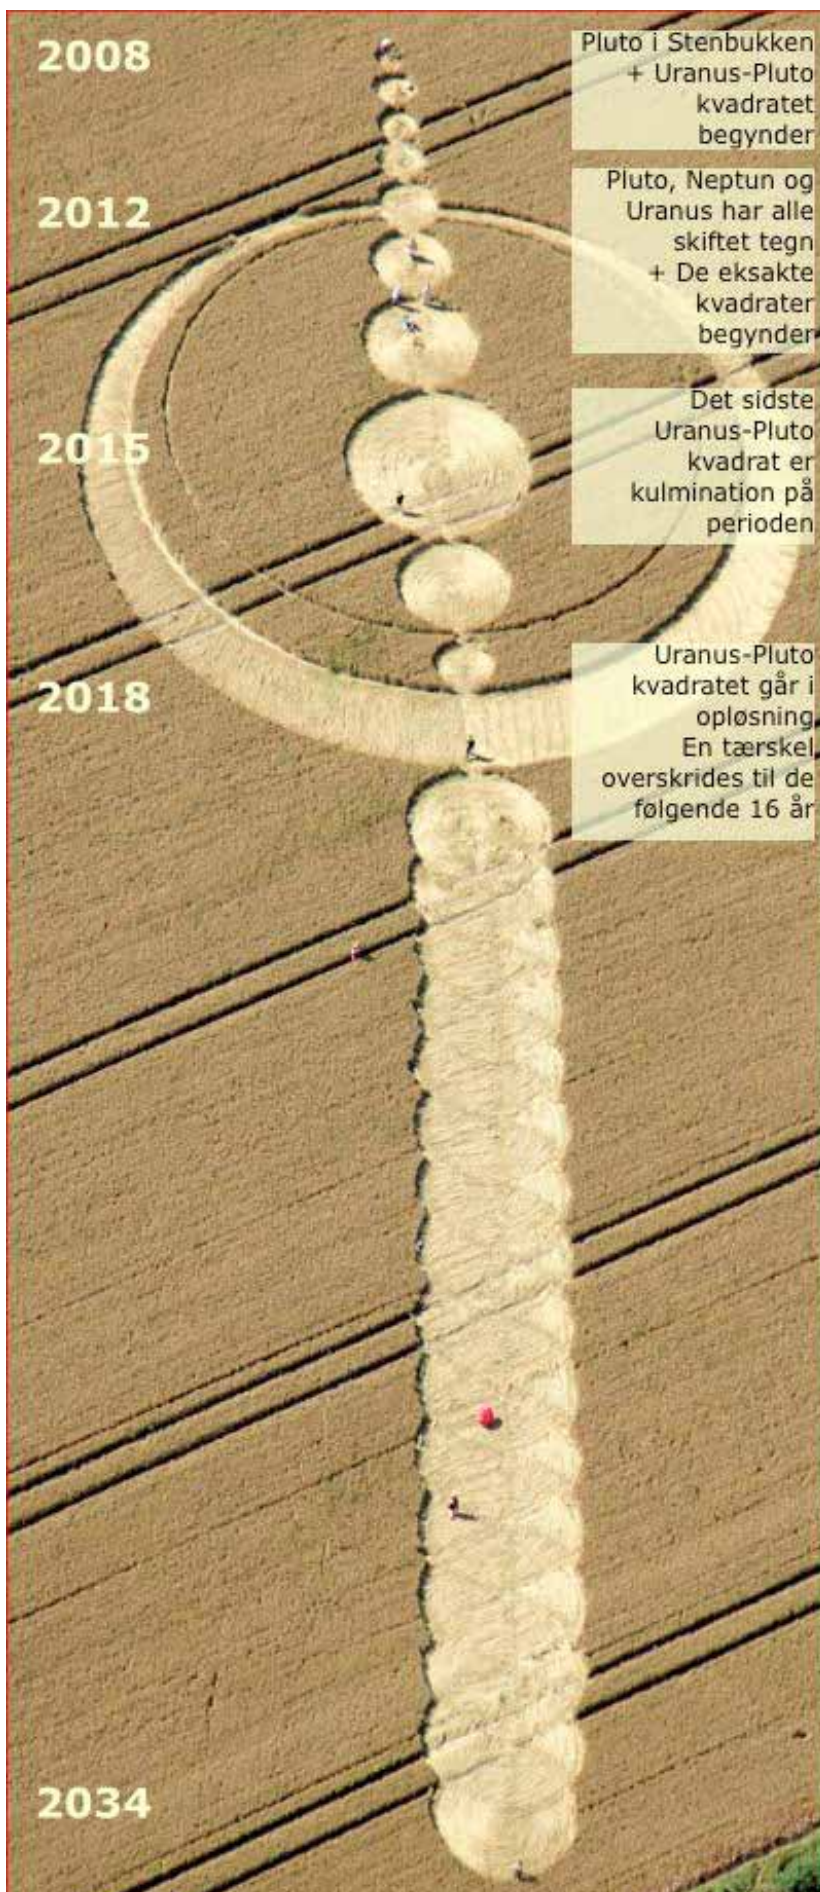 2008
Pluto i Stenbukken
+ Uranus-Pluto
kvadratet
begynder
2012
Pluto, Neptun og
Uranus har alle
skiftet tegn
+ De eksakte
kvadrater
begynder
2015
Det sidste
Uranus-Pluto
kvadrat er
kulmination på
perioden
2018
Uranus-Pluto
kvadratet går i
opløsning
En tærskel
overskrides til de
følgende 16 år
2034